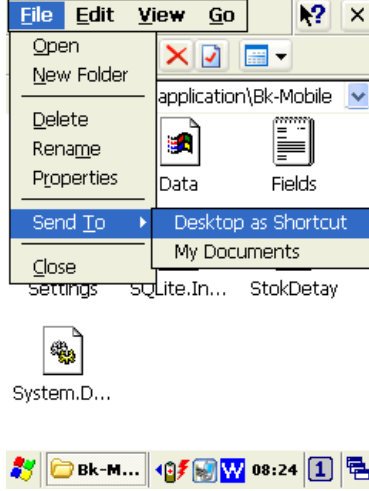 File Edit View Go
Open
New Folder
application\Bk-Mobile
Delete
Rename
Properties
Data Fields
Send To Desktop as Shortcut
My Documents
Close
Settings SQLite.In... StokDetay
System.D...
Bk-M... W 08:24 1